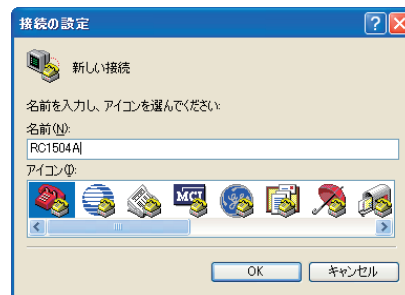 接続の設定
新しい接続
名前を入力し、アイコンを選んでください:
名前(N):
RC1504A
アイコン(I):
MCI
OK
キャンセル